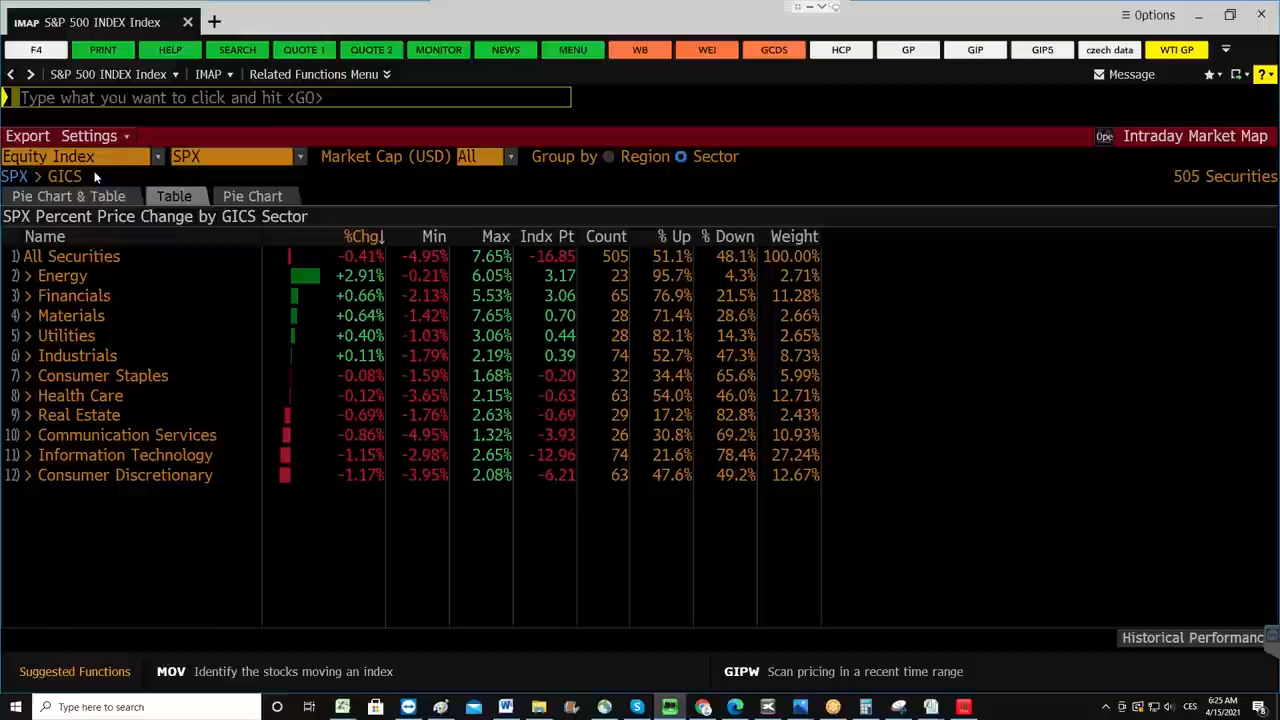 IMAP S&P 500 INDEX Index × +
Options
F4 PRINT HELP SEARCH QUOTE 1 QUOTE 2 MONITOR NEWS MENU WB WEI GCDS HCP GP GIP GIP5 czech data WTI GP
S&P 500 INDEX Index IMAP Related Functions Menu Message
Type what you want to click and hit <GO>
Export Settings Ope Intraday Market Map
Equity Index SPX Market Cap (USD) All Group by Region Sector
SPX > GICS 505 Securities
Pie Chart & Table Table Pie Chart
SPX Percent Price Change by GICS Sector
Name %Chg↓ Min Max Indx Pt Count % Up % Down Weight
1) All Securities -0.41% -4.95% 7.65% -16.85 505 51.1% 48.1% 100.00%
2) > Energy +2.91% -0.21% 6.05% 3.17 23 95.7% 4.3% 2.71%
3) > Financials +0.66% -2.13% 5.53% 3.06 65 76.9% 21.5% 11.28%
4) > Materials +0.64% -1.42% 7.65% 0.70 28 71.4% 28.6% 2.66%
5) > Utilities +0.40% -1.03% 3.06% 0.44 28 82.1% 14.3% 2.65%
6) > Industrials +0.11% -1.79% 2.19% 0.39 74 52.7% 47.3% 8.73%
7) > Consumer Staples -0.08% -1.59% 1.68% -0.20 32 34.4% 65.6% 5.99%
8) > Health Care -0.12% -3.65% 2.15% -0.63 63 54.0% 46.0% 12.71%
9) > Real Estate -0.69% -1.76% 2.63% -0.69 29 17.2% 82.8% 2.43%
10) > Communication Services -0.86% -4.95% 1.32% -3.93 26 30.8% 69.2% 10.93%
11) > Information Technology -1.15% -2.98% 2.65% -12.96 74 21.6% 78.4% 27.24%
12) > Consumer Discretionary -1.17% -3.95% 2.08% -6.21 63 47.6% 49.2% 12.67%
Historical Performanc
Suggested Functions MOV Identify the stocks moving an index GIPW Scan pricing in a recent time range
Type here to search CES 6:25 AM
4/15/2021